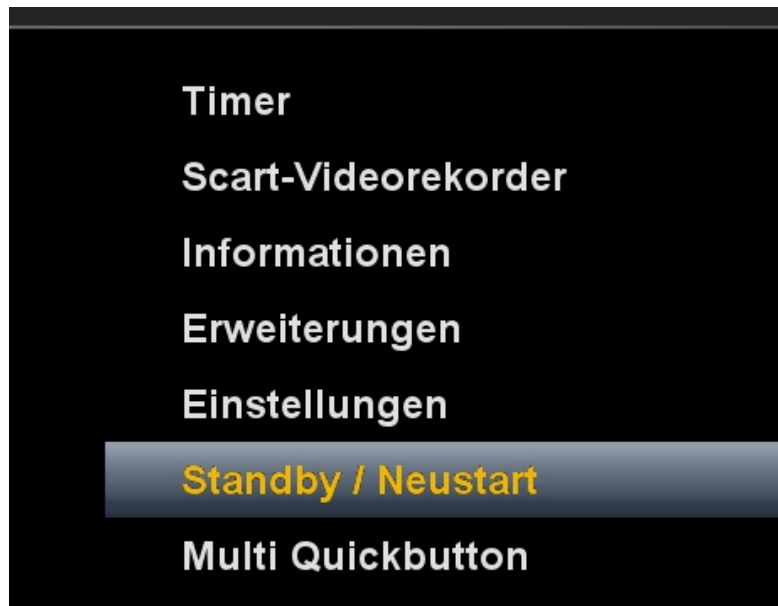 Timer
Scart-Videorekorder
Informationen
Erweiterungen
Einstellungen
Standby / Neustart
Multi Quickbutton